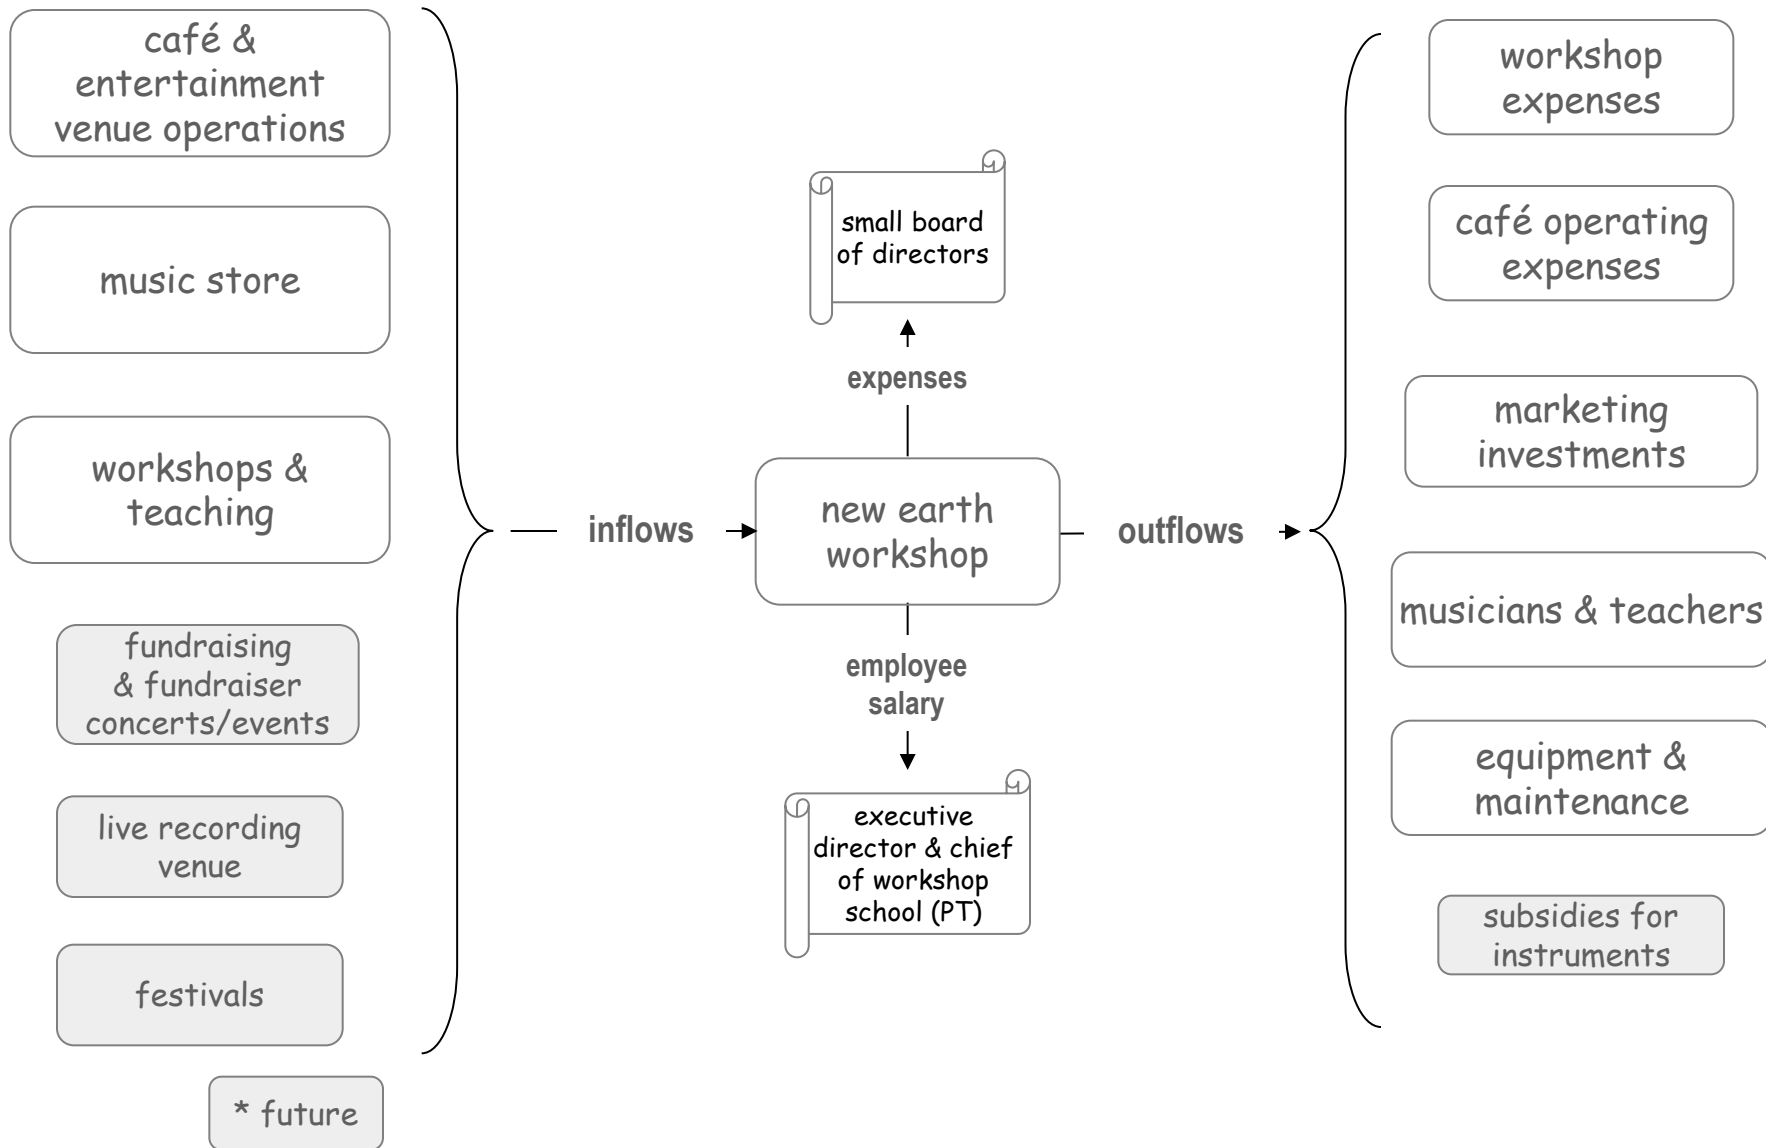 café &
entertainment
venue operations
music store
workshops &
teaching
fundraising
& fundraiser
concerts/events
live recording
venue
festivals
* future
inflows
small board
of directors
expenses
new earth
workshop
employee
salary
executive
director & chief
of workshop
school (PT)
outflows
workshop
expenses
café operating
expenses
marketing
investments
musicians & teachers
equipment &
maintenance
subsidies for
instruments